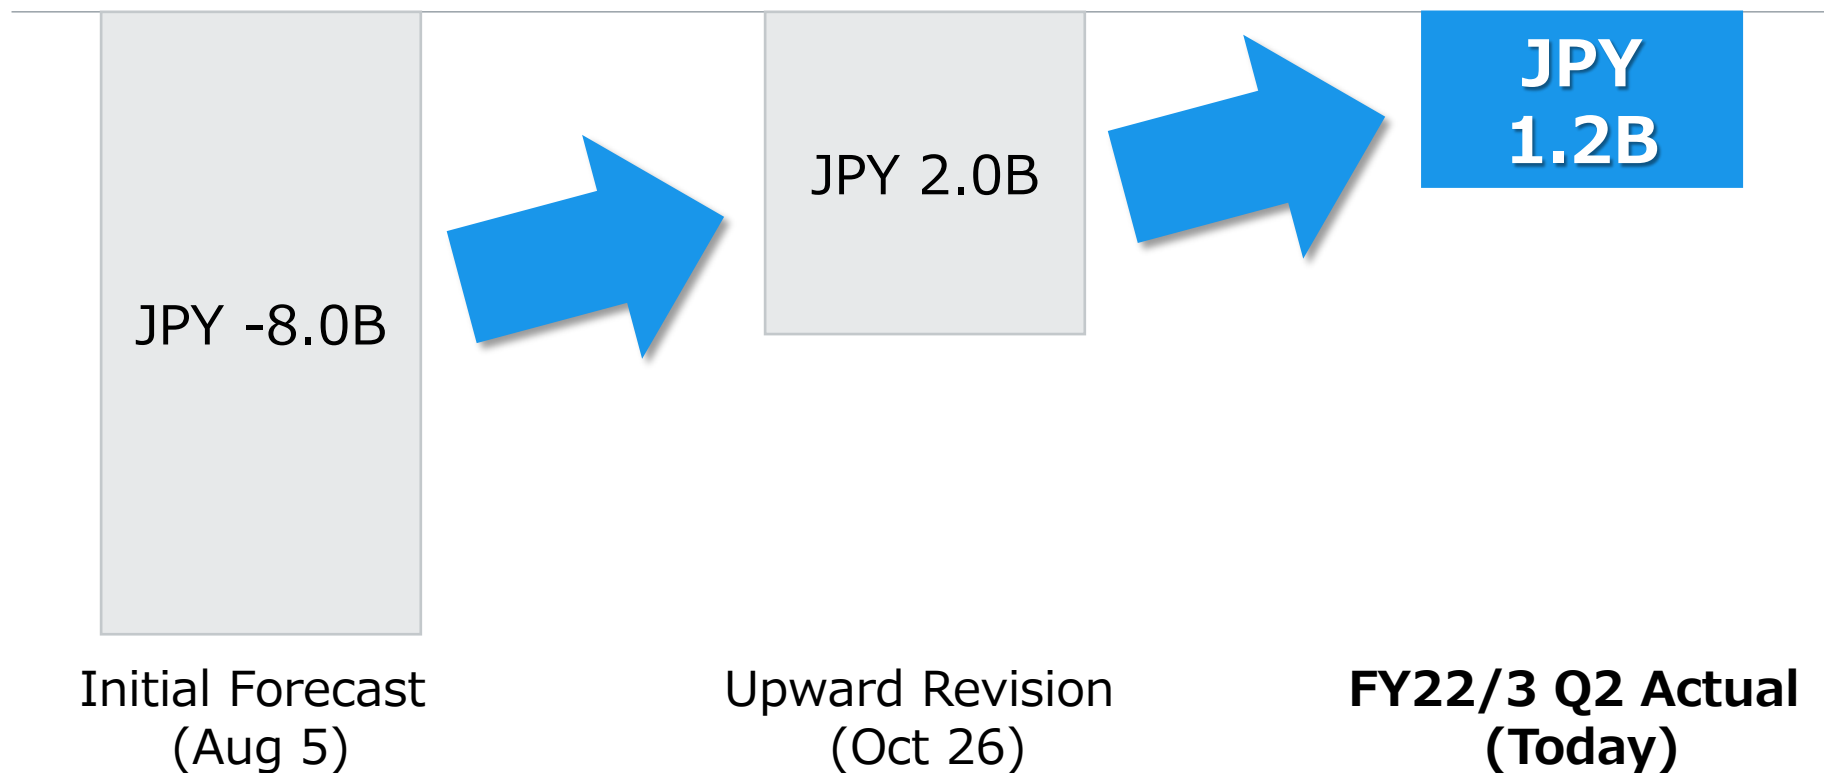 JPY -8.0B
JPY 2.0B
JPY
1.2B
Initial Forecast
(Aug 5)
Upward Revision
(Oct 26)
FY22/3 Q2 Actual
(Today)